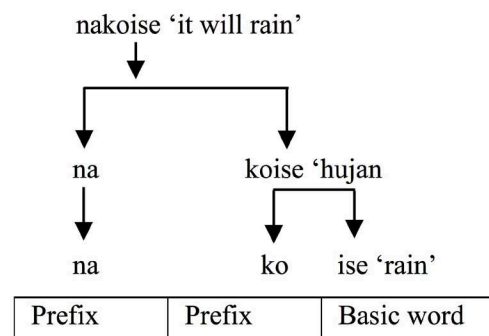 nakoise ‘it will rain’
na koise ‘hujan
na ko ise ‘rain’
Prefix Prefix Basic word